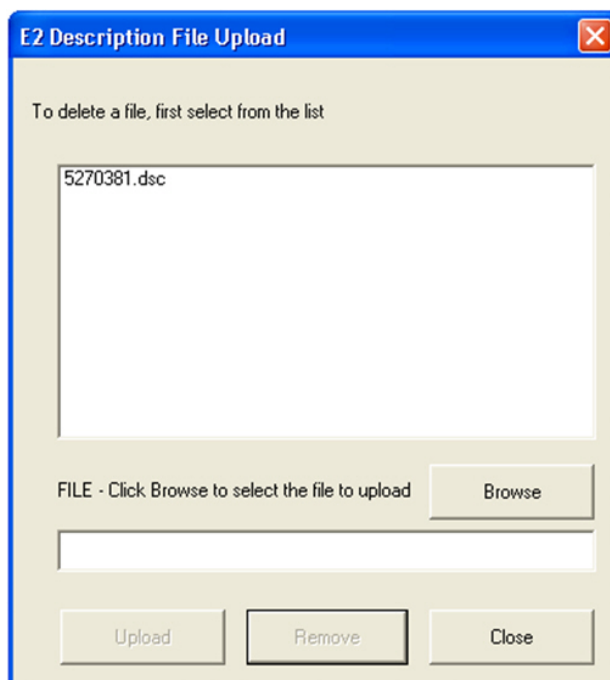 E2 Description File Upload
To delete a file, first select from the list
5270381.dsc
FILE - Click Browse to select the file to upload
Browse
Upload
Remove
Close